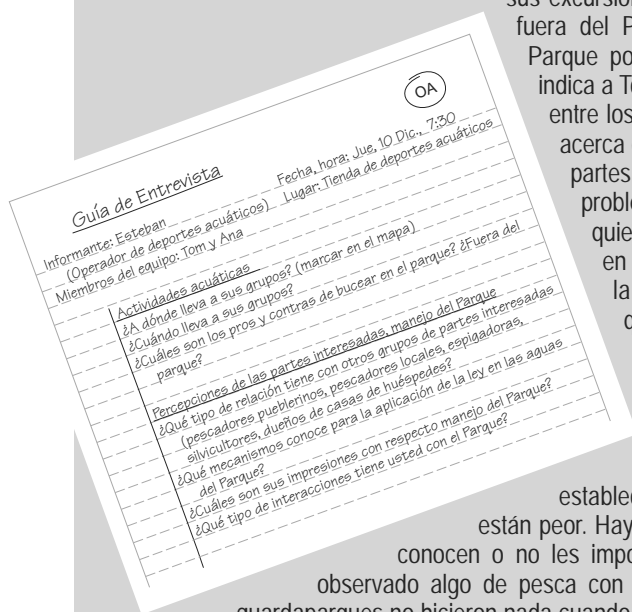 OA
Guía de Entrevista
Fecha, hora: Jue, 10 Dic., 7:30
Informante: Esteban
Lugar: Tienda de deportes acuáticos
(Operador de deportes acuáticos)
Miembros del equipo: Tom y Ana
Actividades acuáticas
¿A dónde lleva a sus grupos? (marcar en el mapa)
¿Cuándo lleva a sus grupos?
¿Cuáles son los pros y contras de bucear en el parque? ¿Fuera del
parque?
Percepciones de las partes interesadas, manejo del Parque
¿Qué tipo de relación tiene con otros grupos de partes interesadas
(pescadores pueblerinos, pescadores locales, espigadoras,
silvicultores, dueños de casas de huéspedes?
¿Qué mecanismos conoce para la aplicación de la ley en las aguas
del Parque?
¿Cuáles son sus impresiones con respecto manejo del Parque?
¿Qué tipo de interacciones tiene usted con el Parque?
sus excursion
fuera del P
Parque po
indica a To
entre los
acerca
partes
proble
quie
en
la
establec
están peor. Hay
conocen o no les impo
observado algo de pesca con
guardaparques no hicieron nada cuando